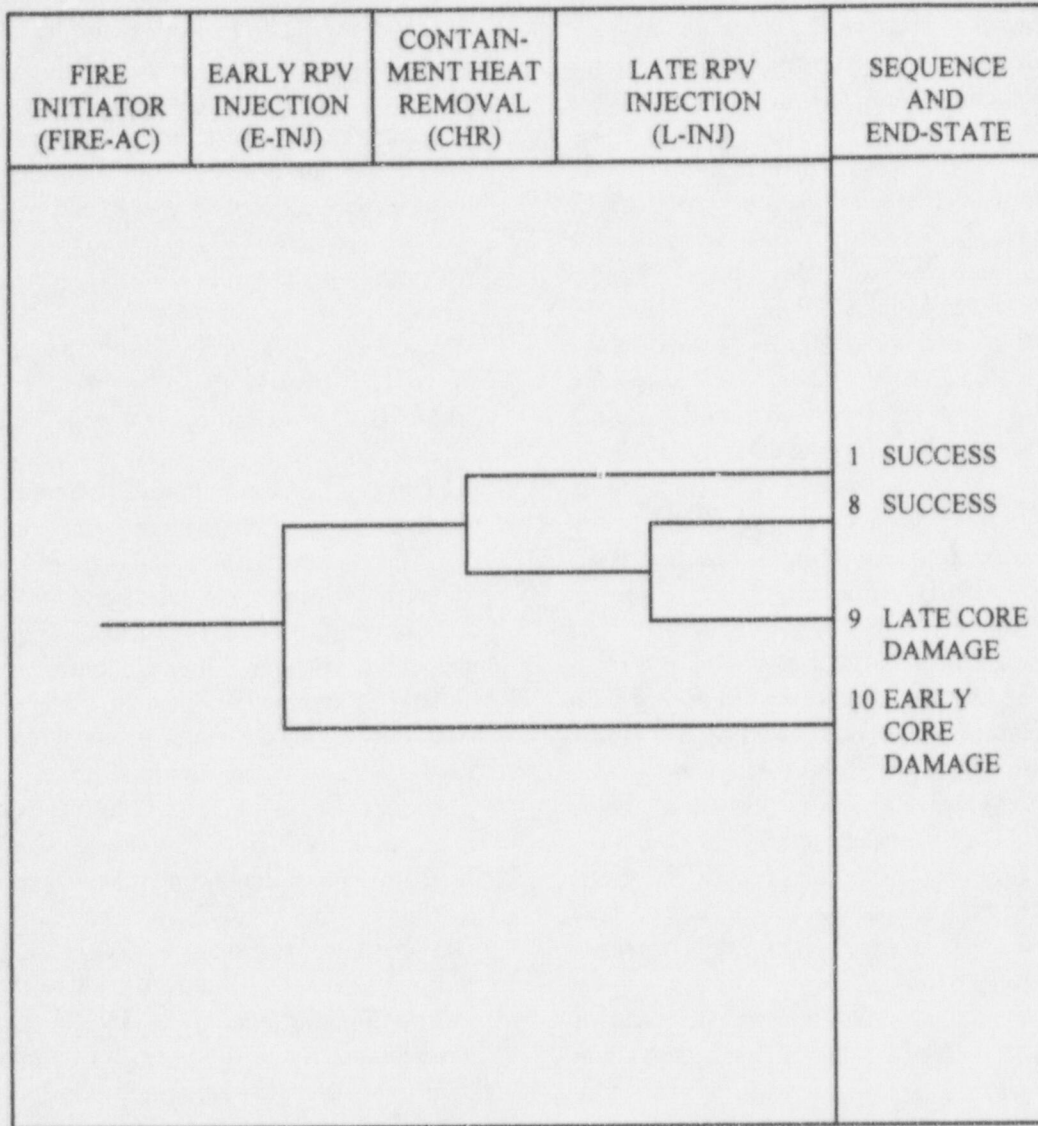 FIRE
INITIATOR
(FIRE-AC)
EARLY RPV
INJECTION
(E-INJ)
CONTAIN-
MENT HEAT
REMOVAL
(CHR)
LATE RPV
INJECTION
(L-INJ)
SEQUENCE
AND
END-STATE
1 SUCCESS
8 SUCCESS
9 LATE CORE
DAMAGE
10 EARLY
CORE
DAMAGE